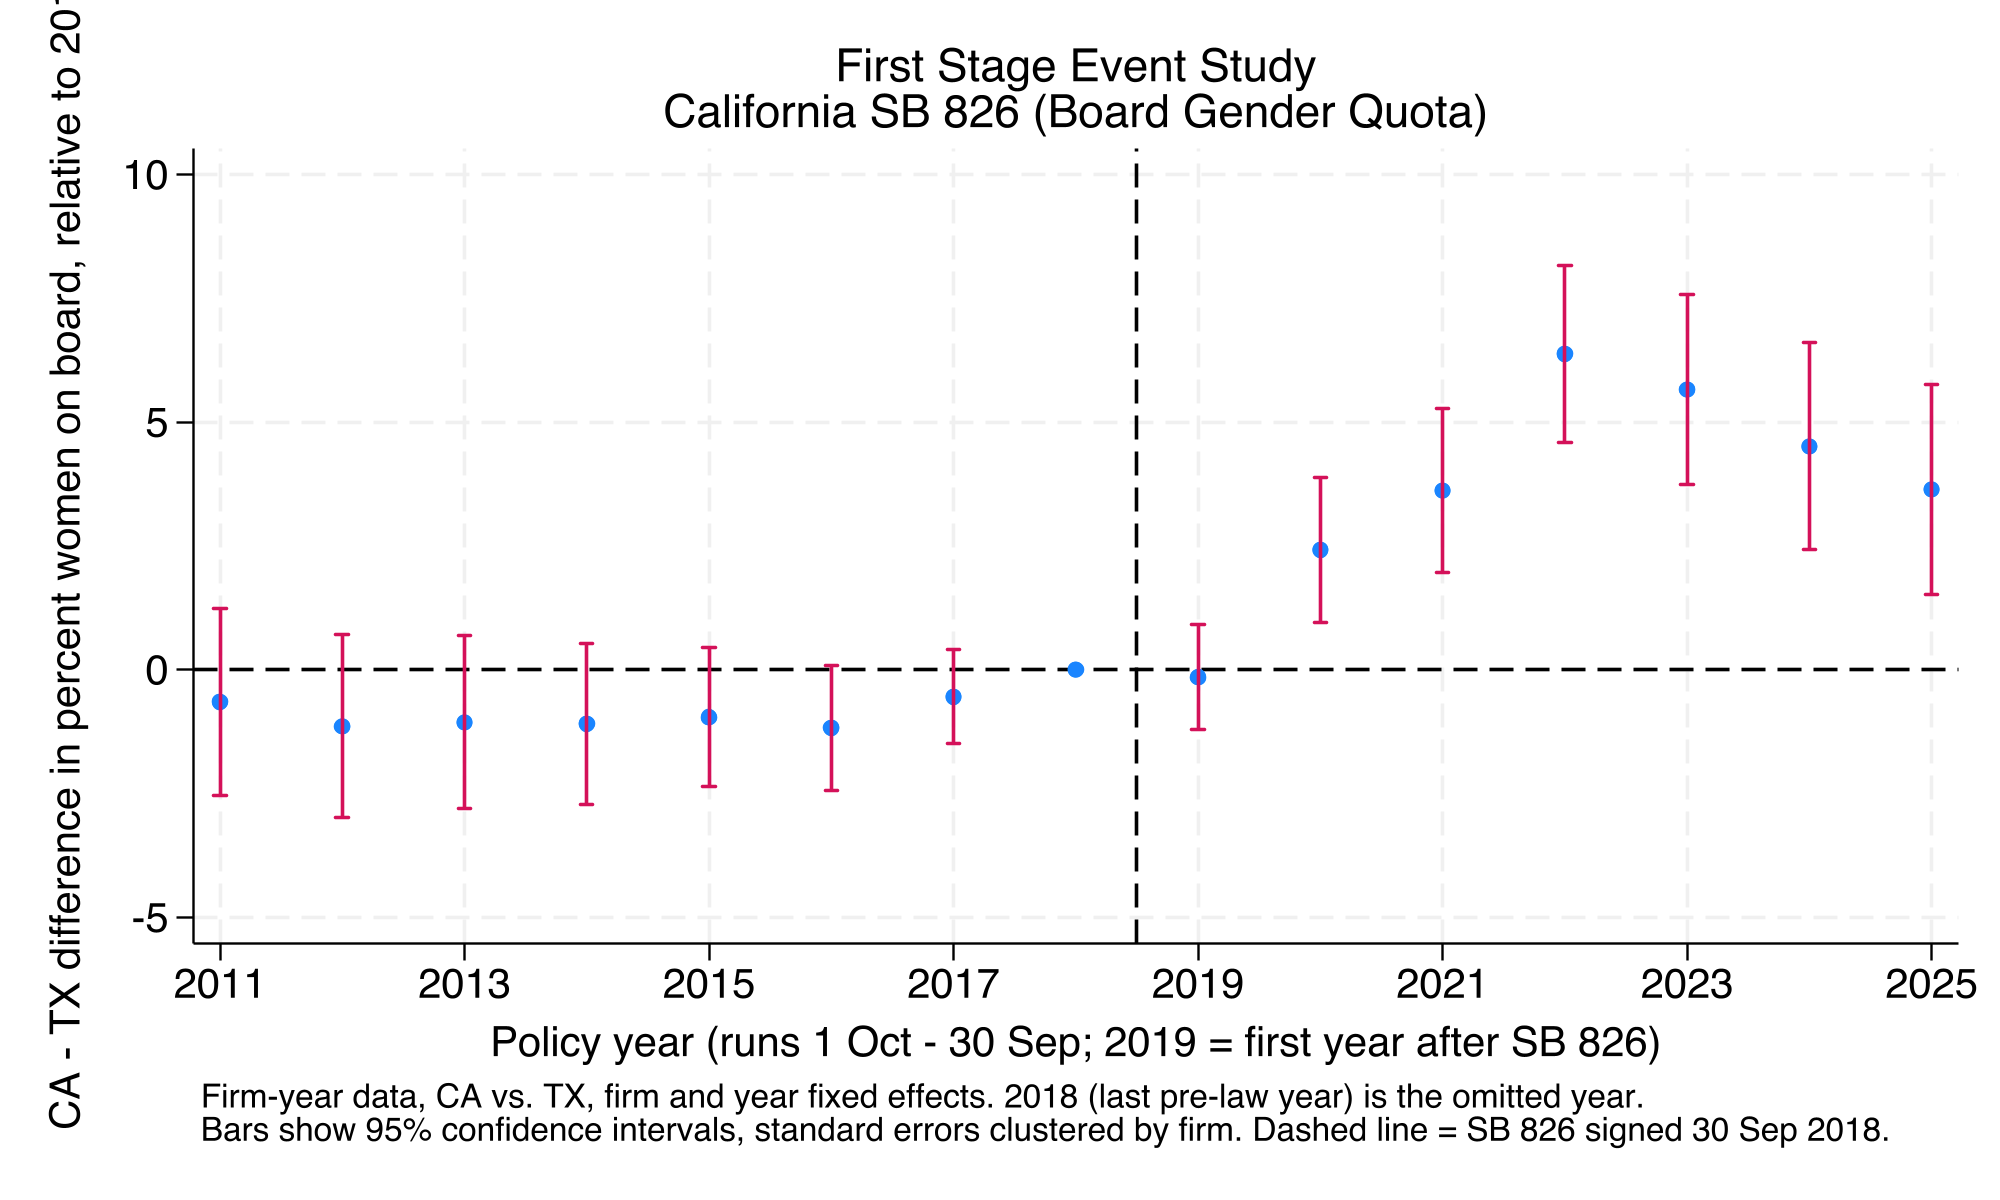 First Stage Event Study
California SB 826 (Board Gender Quota)
CA - TX difference in percent women on board, relative to
10
5
0
-5
2011 2013 2015 2017 2019 2021 2023 2025
Policy year (runs 1 Oct - 30 Sep; 2019 = first year after SB 826)
Firm-year data, CA vs. TX, firm and year fixed effects. 2018 (last pre-law year) is the omitted year.
Bars show 95% confidence intervals, standard errors clustered by firm. Dashed line = SB 826 signed 30 Sep 2018.